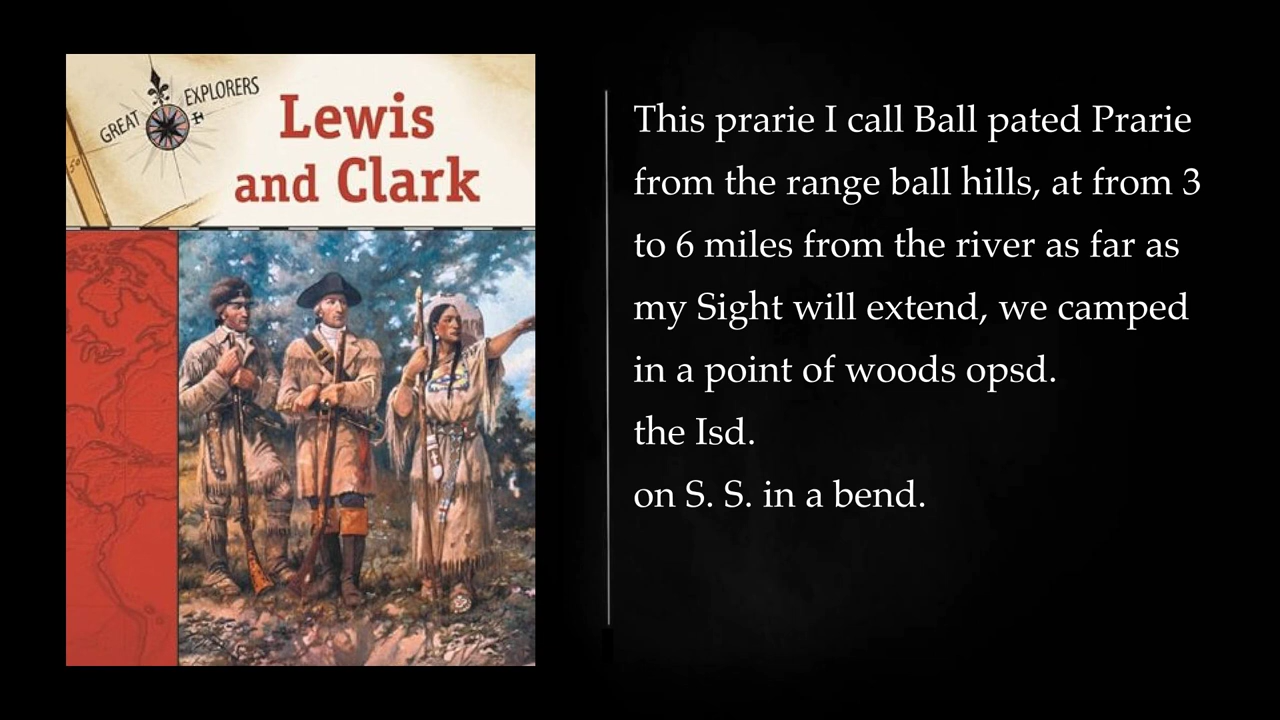 GREAT EXPLORERS
Lewis
and Clark
This prarie I call Ball pated Prarie
from the range ball hills, at from 3
to 6 miles from the river as far as
my Sight will extend, we camped
in a point of woods opsd.
the Isd.
on S. S. in a bend.